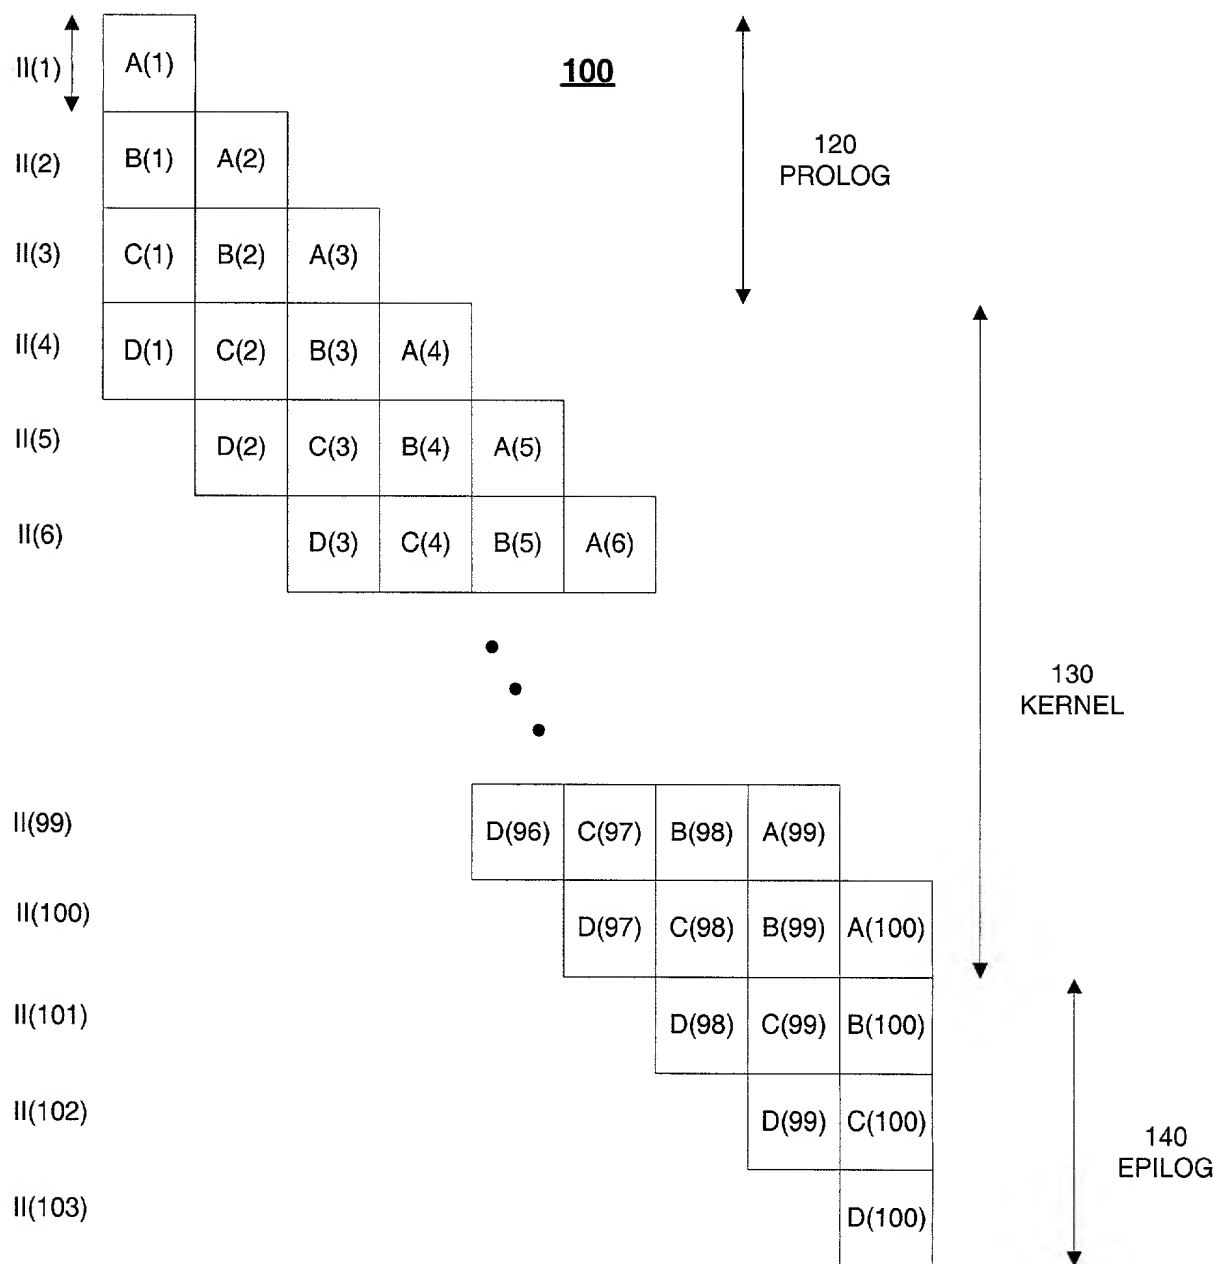 II(1) A(1) 100
II(2) B(1) A(2) 120
PROLOG
II(3) C(1) B(2) A(3)
II(4) D(1) C(2) B(3) A(4)
II(5) D(2) C(3) B(4) A(5)
II(6) D(3) C(4) B(5) A(6)
130
KERNEL
II(99) D(96) C(97) B(98) A(99)
II(100) D(97) C(98) B(99) A(100)
II(101) D(98) C(99) B(100)
II(102) D(99) C(100) 140
EPILOG
II(103) D(100)